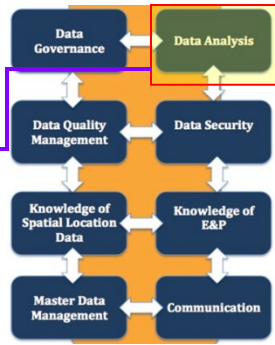 Data
Governance
Data Analysis
Data Quality
Management
Data Security
Knowledge of
Spatial Location
Data
Knowledge of
E&P
Master Data
Management
Communication